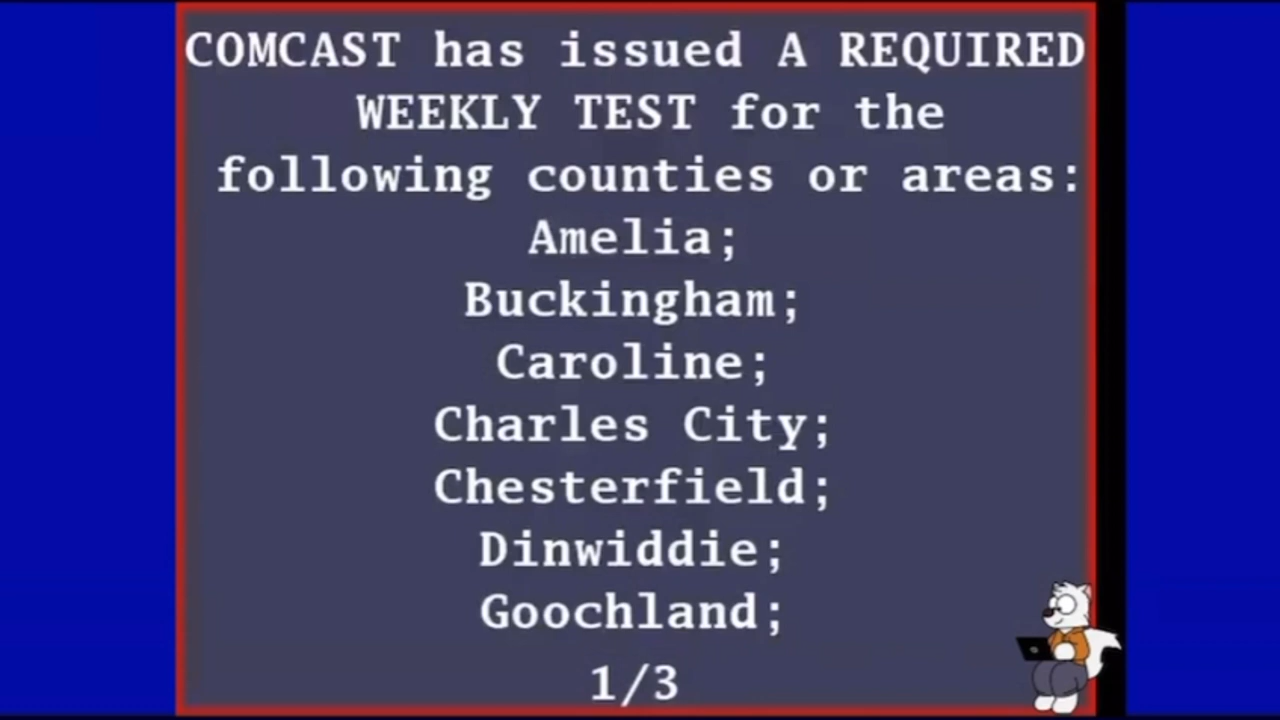 COMCAST has issued A REQUIRED
WEEKLY TEST for the
following counties or areas:
Amelia;
Buckingham;
Caroline;
Charles City;
Chesterfield;
Dinwiddie;
Goochland;
1/3